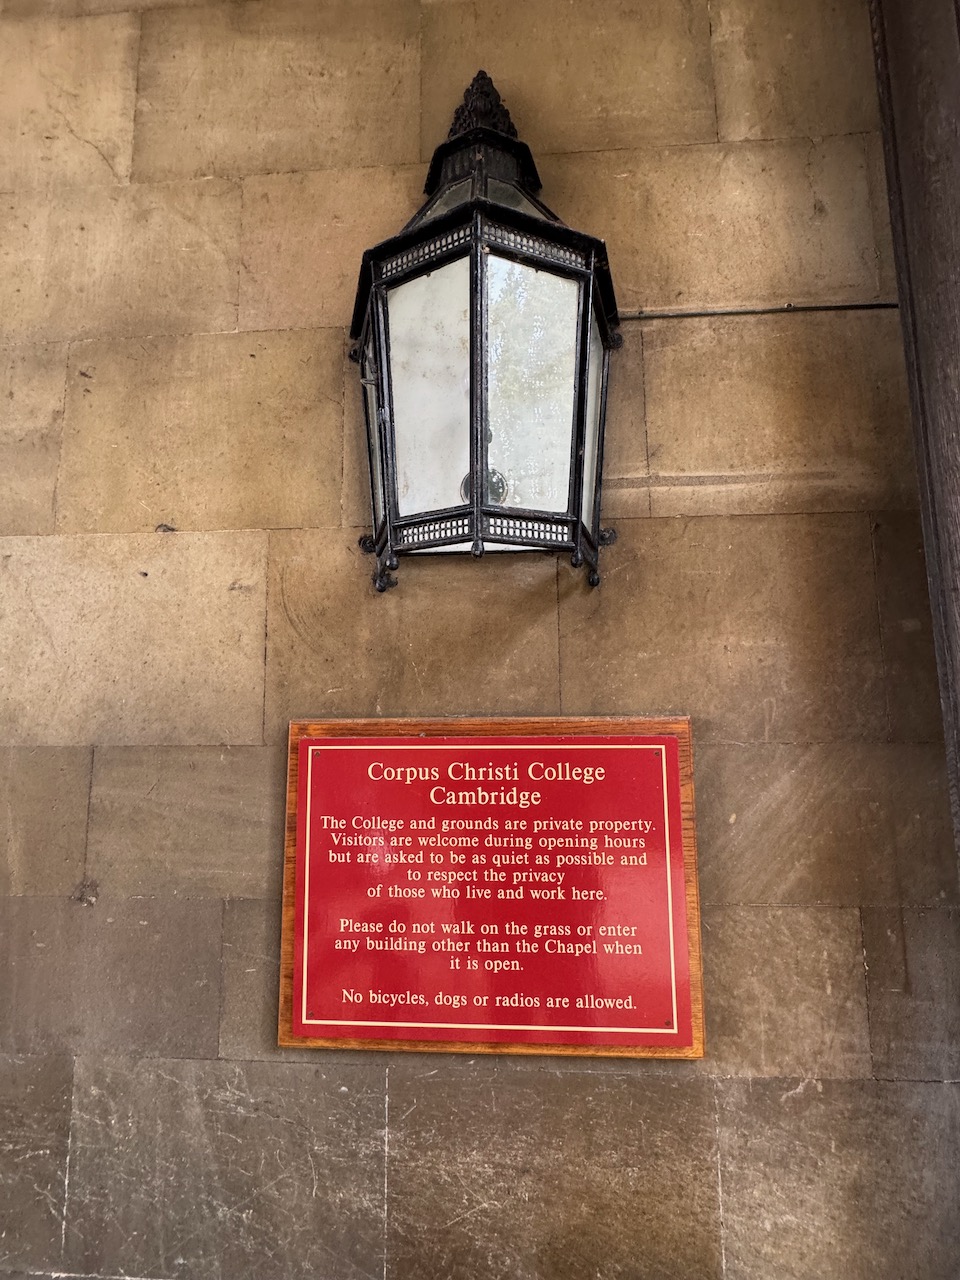 Corpus Christi College
Cambridge
The College and grounds are private property.
Visitors are welcome during opening hours
but are asked to be as quiet as possible and
to respect the privacy
of those who live and work here.
Please do not walk on the grass or enter
any building other than the Chapel when
it is open.
No bicycles, dogs or radios are allowed.